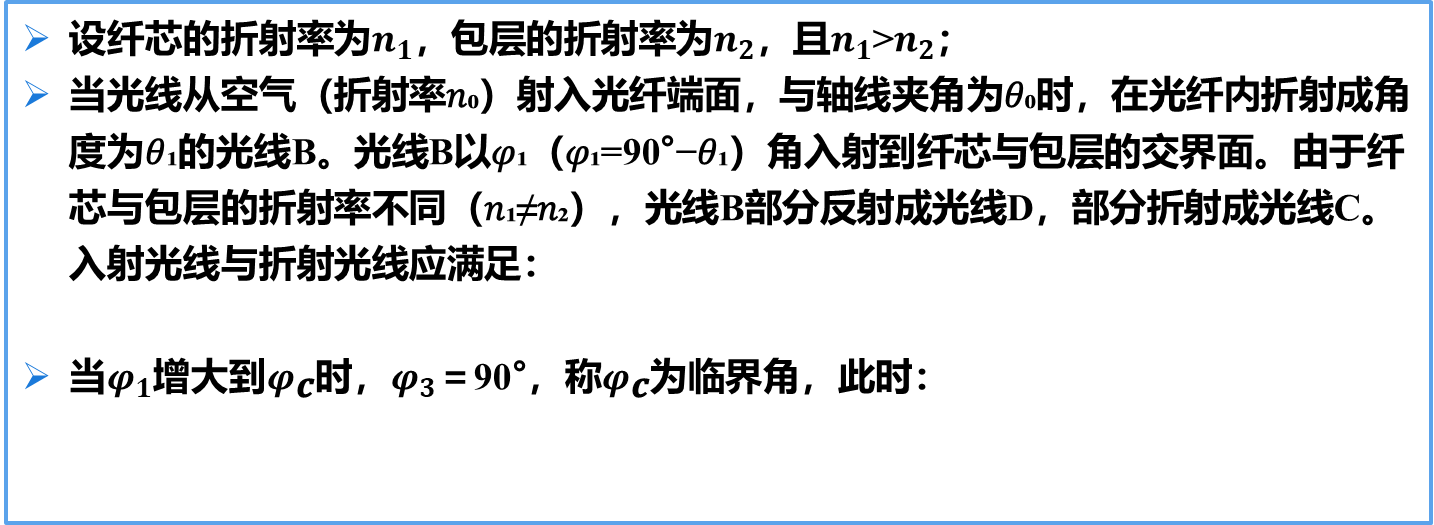 ➢ 设纤芯的折射率为n₁，包层的折射率为n₂，且n₁>n₂；
➢ 当光线从空气（折射率n₀）射入光纤端面，与轴线夹角为θ₀时，在光纤内折射成角
度为θ₁的光线B。光线B以φ₁（φ₁=90°−θ₁）角入射到纤芯与包层的交界面。由于纤
芯与包层的折射率不同（n₁≠n₂），光线B部分反射成光线D，部分折射成光线C。
入射光线与折射光线应满足：
➢ 当φ₁增大到φ_C时，φ₃ = 90°，称φ_C为临界角，此时：